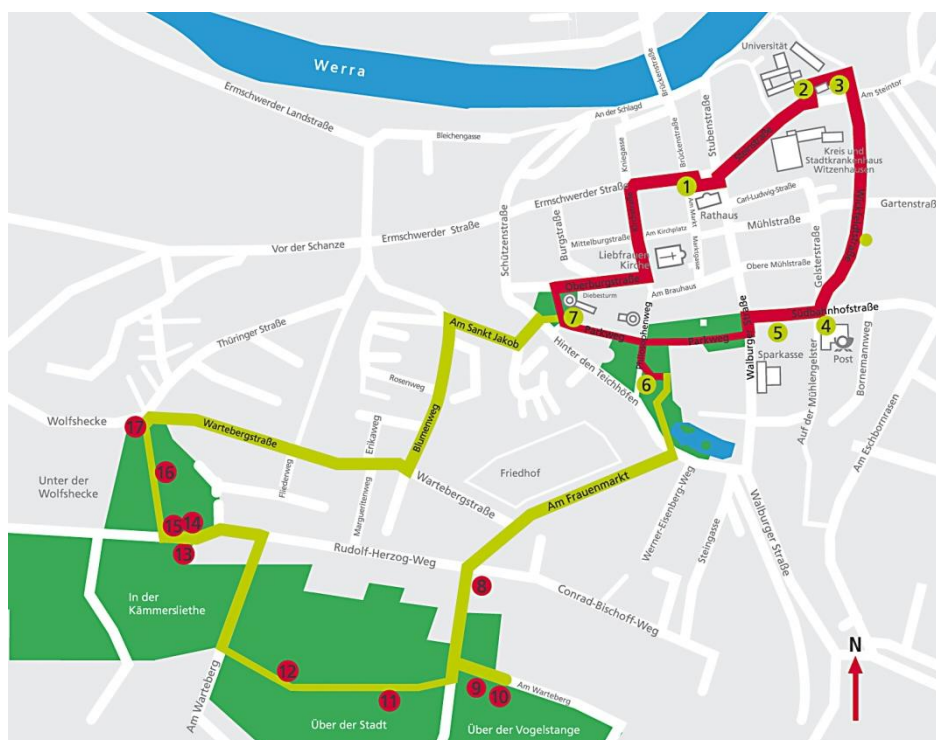 Werra
Universität
2
3
Am Steintor
Brückenstraße
An der Schlagd
Stubenstraße
Ermschwerder Landstraße
Bleichengasse
Kniegasse
Brückenstraße
Steinstraße
Kreis und
Stadtkrankenhaus
Witzenhausen
1
Ermschwerder Straße
Carl-Ludwig-Straße
Rathaus
Am Markt
Gartenstraße
Mühlstraße
Am Kirchplatz
Marktgasse
Burgstraße
Mittelburgstraße
Ermschwerder Straße
Schützenstraße
Vor der Schanze
Liebfrauen
Kirche
Obere Mühlstraße
Gelsterstraße
Oberburgstraße
Am Brauhaus
Diebesturm
7
Parkweg
Parkweg
Walburger Straße
Südbahnhofstraße
5
4
Sparkasse
Post
Bornemannweg
Auf der Mühlengelster
Am Eschbornrasen
Am Sankt Jakob
Hinter den Teichhöfen
6
Thüringer Straße
Rosenweg
Blumenweg
Erikaweg
Wolfshecke
17
Wartebergstraße
Fliederweg
Margueritenweg
Wartebergstraße
Friedhof
Am Frauenmarkt
Werner-Eisenberg-Weg
Steingasse
Walburger Straße
16
Unter der
Wolfshecke
15
14
13
Rudolf-Herzog-Weg
8
Conrad-Bischoff-Weg
In der
Kämmersliethe
N
12
11
9
10
Am Warteberg
Am Warteberg
Über der Stadt
Über der Vogelstange